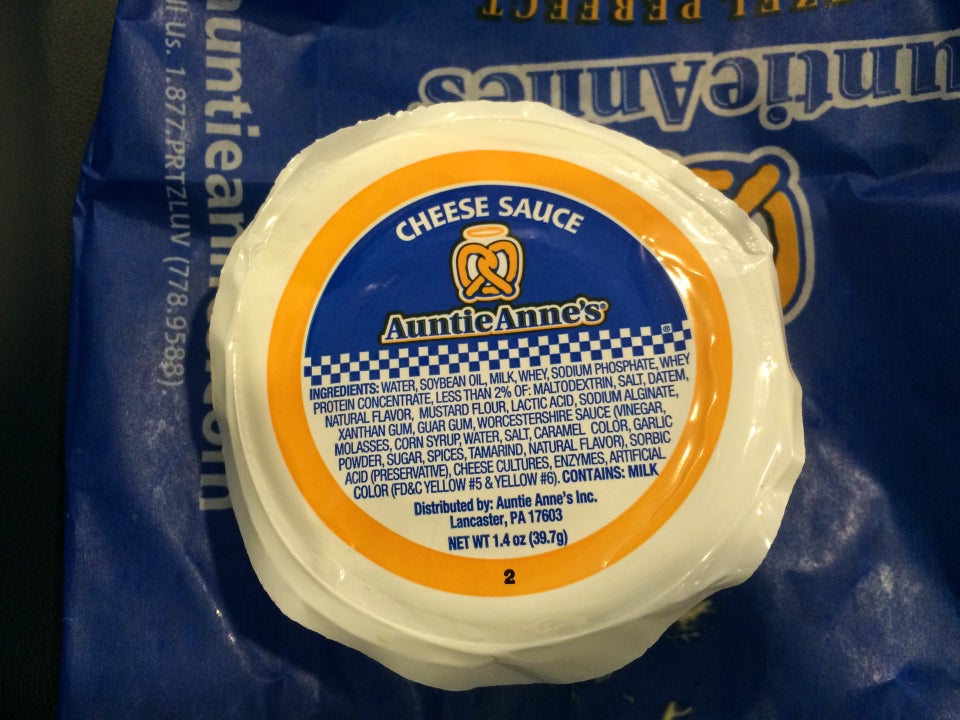 CHEESE SAUCE
AuntieAnne's®
®
INGREDIENTS: WATER, SOYBEAN OIL, MILK, WHEY, SODIUM PHOSPHATE, WHEY
PROTEIN CONCENTRATE, LESS THAN 2% OF: MALTODEXTRIN, SALT, DATEM,
NATURAL FLAVOR, MUSTARD FLOUR, LACTIC ACID, SODIUM ALGINATE,
XANTHAN GUM, GUAR GUM, WORCESTERSHIRE SAUCE (VINEGAR,
MOLASSES, CORN SYRUP, WATER, SALT, CARAMEL COLOR, GARLIC
POWDER, SUGAR, SPICES, TAMARIND, NATURAL FLAVOR), SORBIC
ACID (PRESERVATIVE), CHEESE CULTURES, ENZYMES, ARTIFICIAL
COLOR (FD&C YELLOW #5 & YELLOW #6). CONTAINS: MILK
Distributed by: Auntie Anne's Inc.
Lancaster, PA 17603
NET WT 1.4 oz (39.7g)
2
PERFECT
untieAnne's
us. 1.877.PRTZLUV (778.9588).